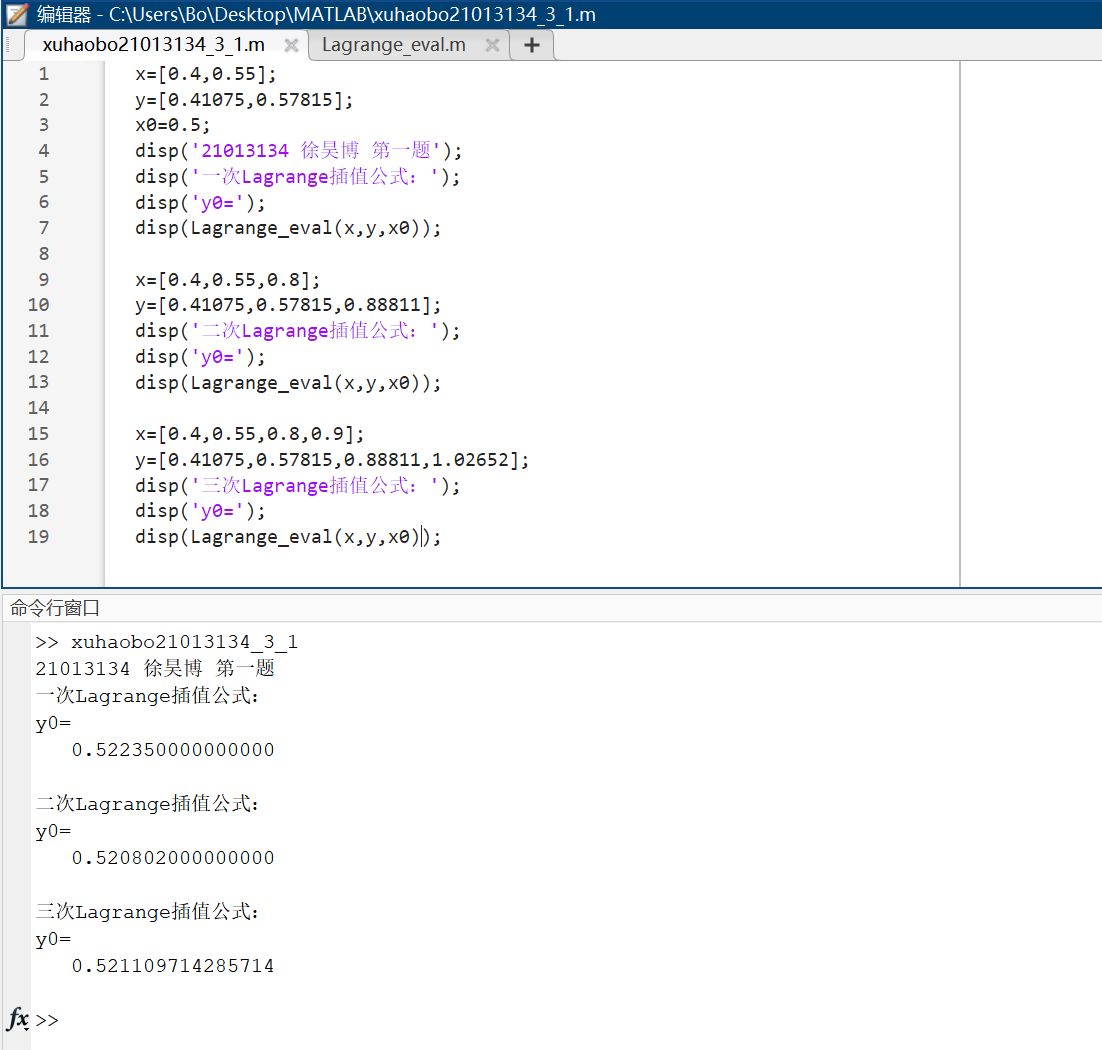 编辑器 - C:\Users\Bo\Desktop\MATLAB\xuhaobo21013134_3_1.m
xuhaobo21013134_3_1.m Lagrange_eval.m
1 x=[0.4,0.55];
2 y=[0.41075,0.57815];
3 x0=0.5;
4 disp('21013134 徐昊博 第一题');
5 disp('一次Lagrange插值公式：');
6 disp('y0=');
7 disp(Lagrange_eval(x,y,x0));
8
9 x=[0.4,0.55,0.8];
10 y=[0.41075,0.57815,0.88811];
11 disp('二次Lagrange插值公式：');
12 disp('y0=');
13 disp(Lagrange_eval(x,y,x0));
14
15 x=[0.4,0.55,0.8,0.9];
16 y=[0.41075,0.57815,0.88811,1.02652];
17 disp('三次Lagrange插值公式：');
18 disp('y0=');
19 disp(Lagrange_eval(x,y,x0));
命令行窗口
>> xuhaobo21013134_3_1
21013134 徐昊博 第一题
一次Lagrange插值公式：
y0=
0.522350000000000
二次Lagrange插值公式：
y0=
0.520802000000000
三次Lagrange插值公式：
y0=
0.521109714285714
fx >>